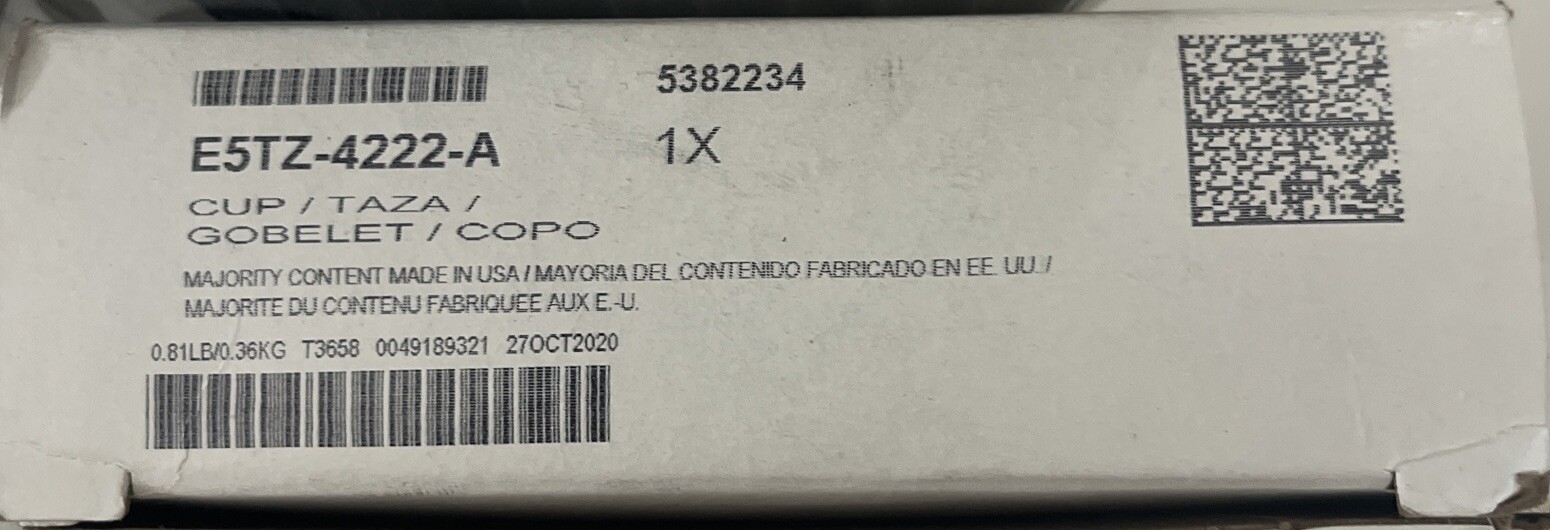 5382234
E5TZ-4222-A 1X
CUP / TAZA /
GOBELET / COPO
MAJORITY CONTENT MADE IN USA / MAYORIA DEL CONTENIDO FABRICADO EN EE. UU. /
MAJORITE DU CONTENU FABRIQUEE AUX E.-U.
0.81LB/0.36KG T3658 0049189321 27OCT2020